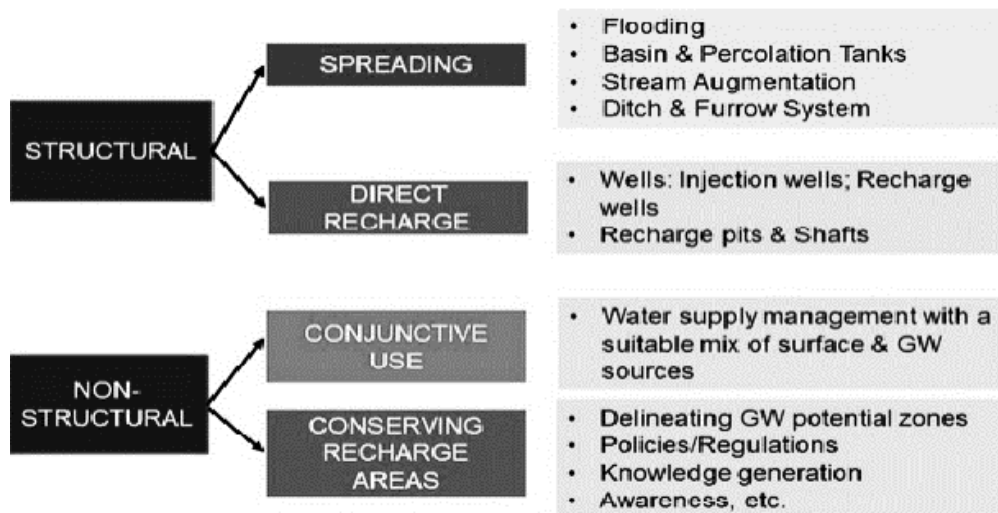 STRUCTURAL
SPREADING
• Flooding
• Basin & Percolation Tanks
• Stream Augmentation
• Ditch & Furrow System
DIRECT
RECHARGE
• Wells: Injection wells; Recharge
wells
• Recharge pits & Shafts
NON-
STRUCTURAL
CONJUNCTIVE
USE
• Water supply management with a
suitable mix of surface & GW
sources
CONSERVING
RECHARGE
AREAS
• Delineating GW potential zones
• Policies/Regulations
• Knowledge generation
• Awareness, etc.